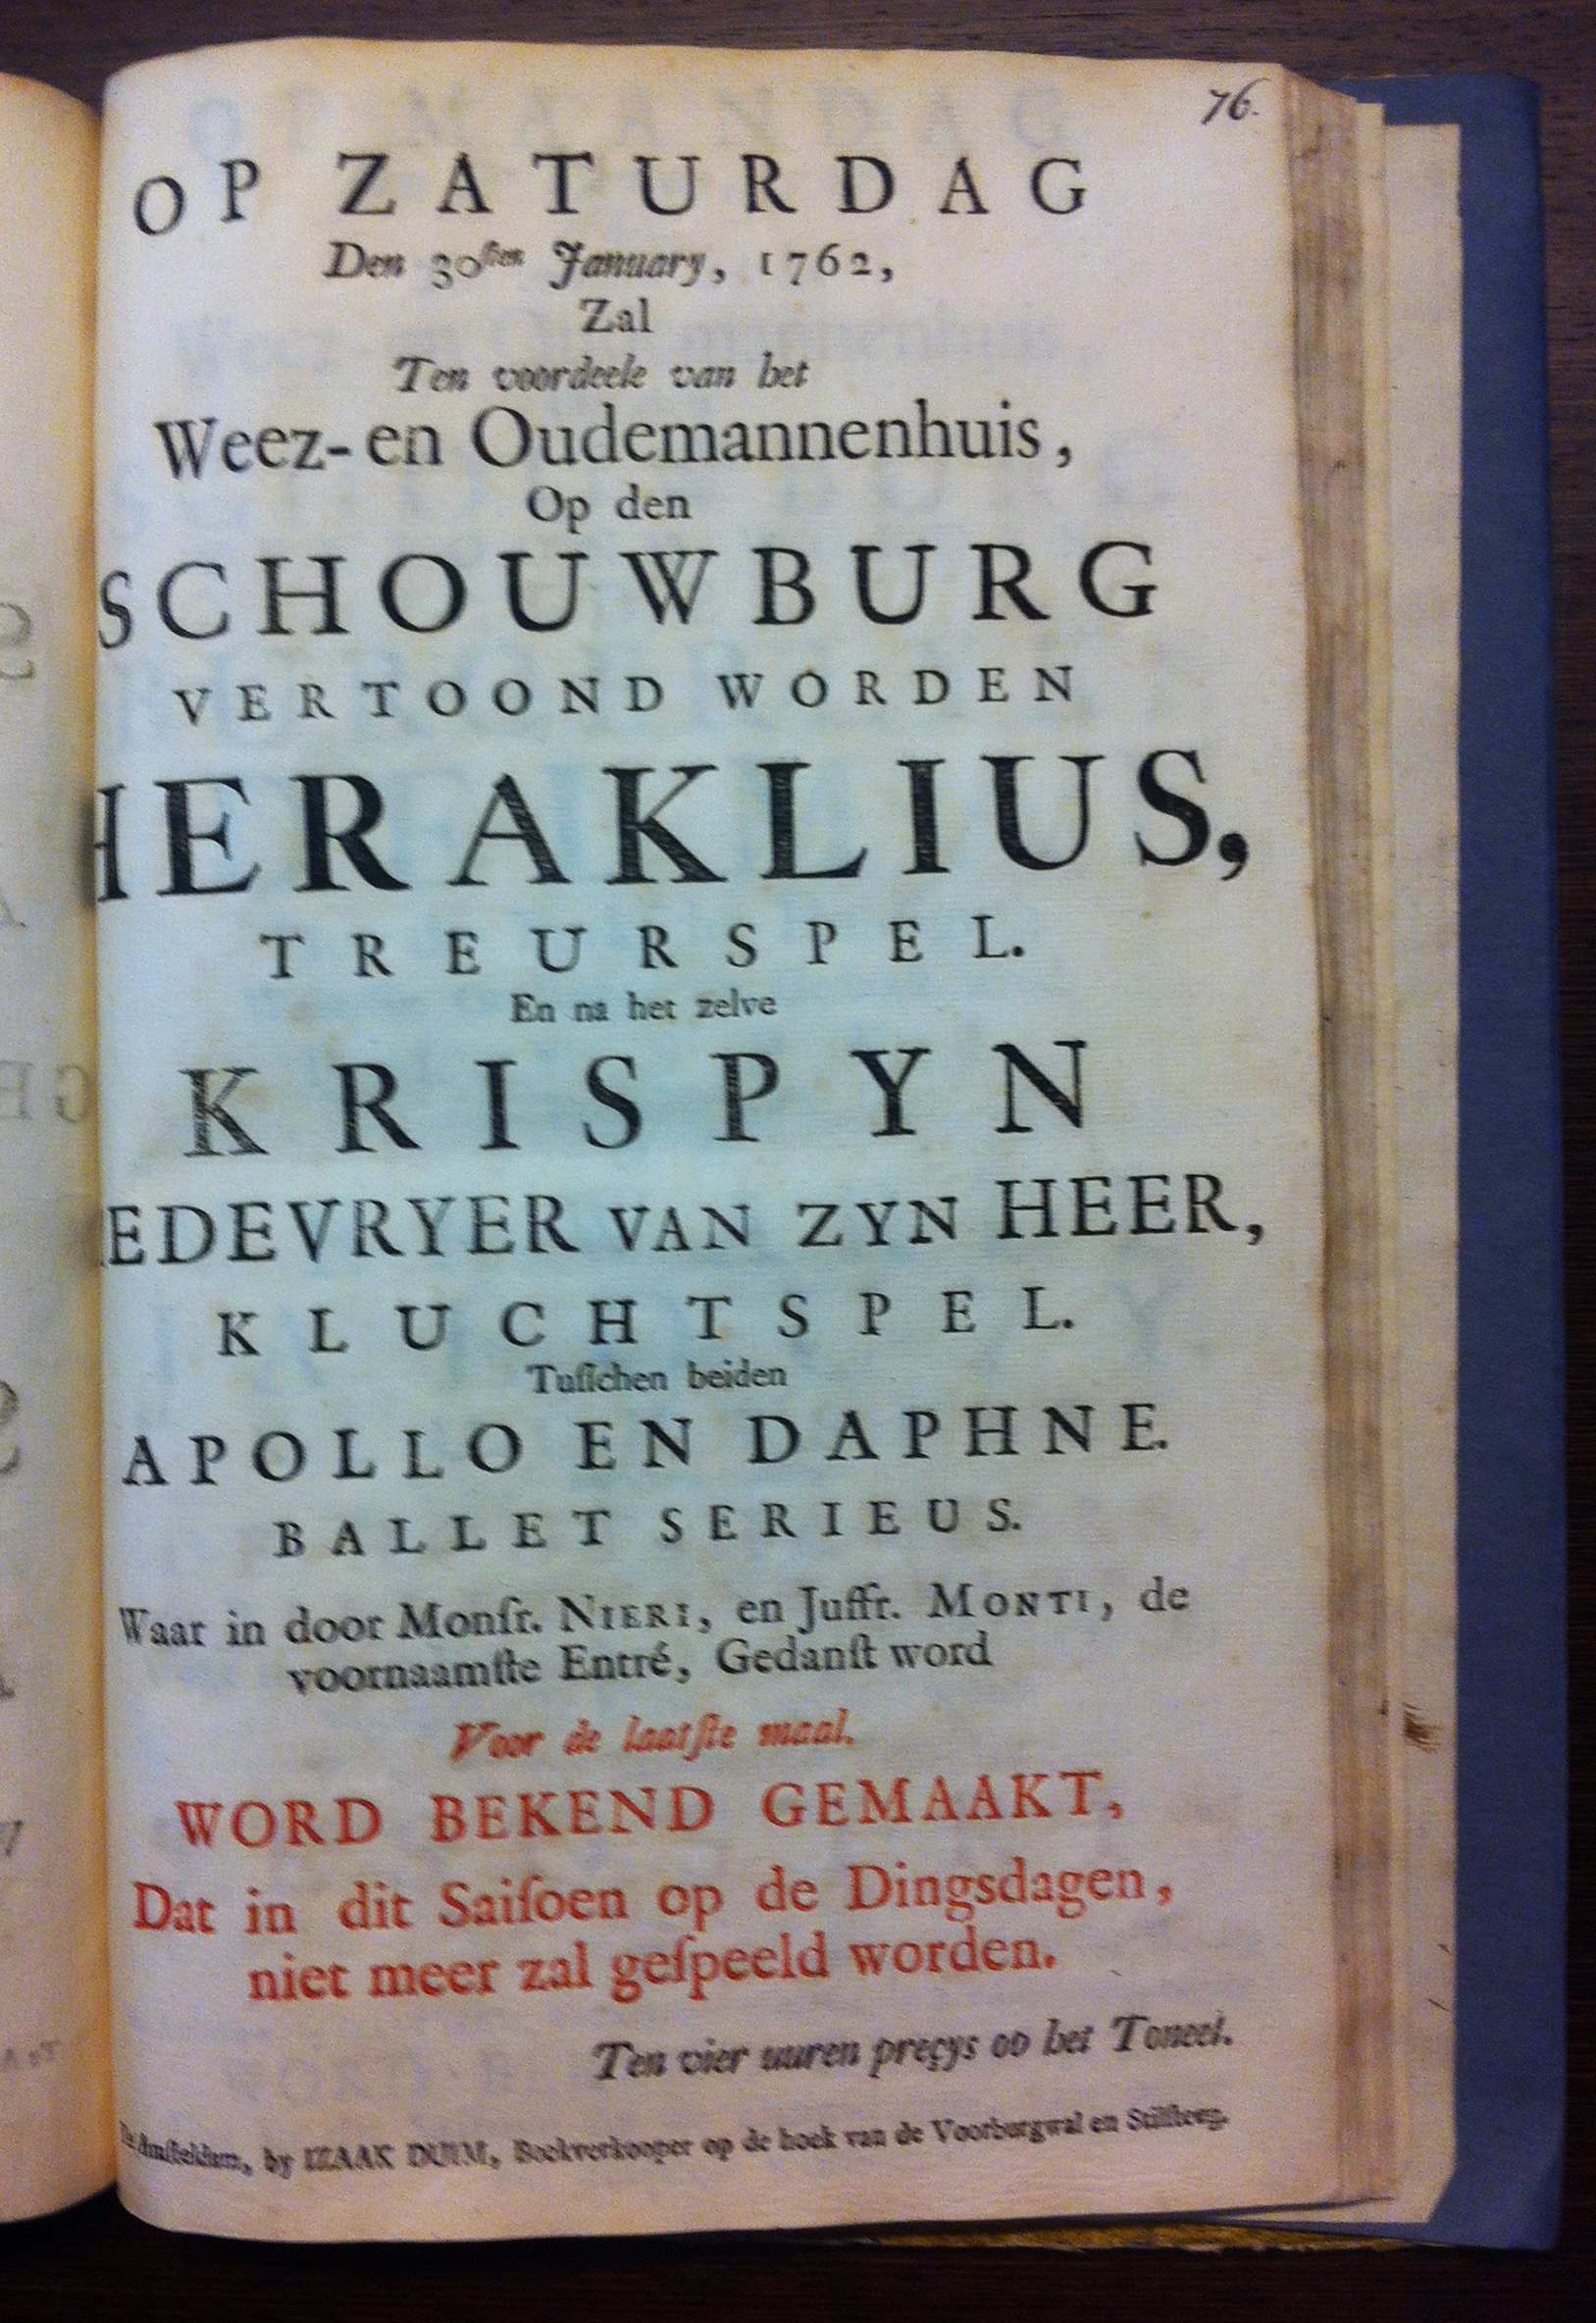 76.
OP ZATURDAG
Den 30ſten January, 1762,
Zal
Ten voordeele van het
Weez- en Oudemannenhuis,
Op den
SCHOUWBURG
VERTOOND WORDEN
HERAKLIUS,
TREURSPEL.
En na het zelve
KRISPYN
EDEVRYER VAN ZYN HEER,
KLUCHTSPEL.
Tuſſchen beiden
APOLLO EN DAPHNE.
BALLET SERIEUS.
Waar in door Monſr. NIERI, en Juffr. MONTI, de
voornaamſte Entré, Gedanſt word
Voor de laatſte maal.
WORD BEKEND GEMAAKT,
Dat in dit Saiſoen op de Dingsdagen,
niet meer zal geſpeeld worden.
Ten vier uuren preçys op het Toneel.
Te Amſteldam, by IZAAK DUIM, Boekverkooper op de hoek van de Voorburgwal en Stilſteeg.